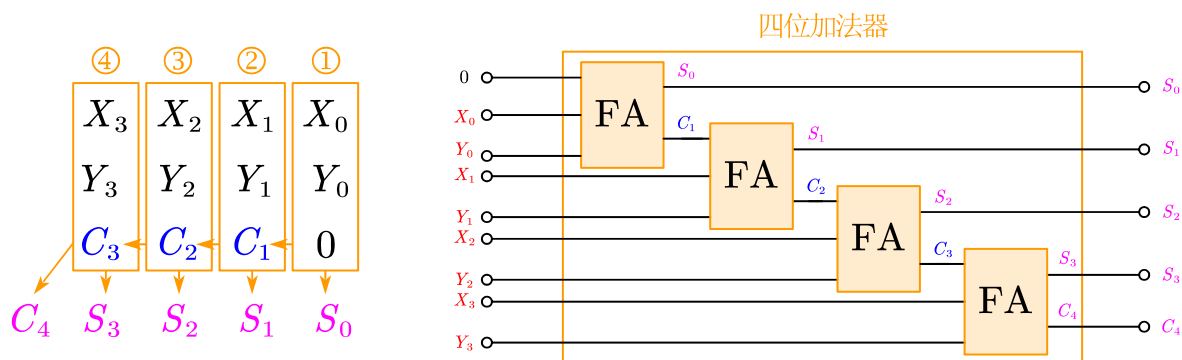 ④ ③ ② ①
X₃ X₂ X₁ X₀
Y₃ Y₂ Y₁ Y₀
C₃ C₂ C₁ 0
C₄ S₃ S₂ S₁ S₀
四位加法器
0
X₀
Y₀
X₁
Y₁
X₂
Y₂
X₃
Y₃
FA
S₀
C₁
FA
S₁
C₂
FA
S₂
C₃
FA
S₃
C₄
S₀
S₁
S₂
S₃
C₄